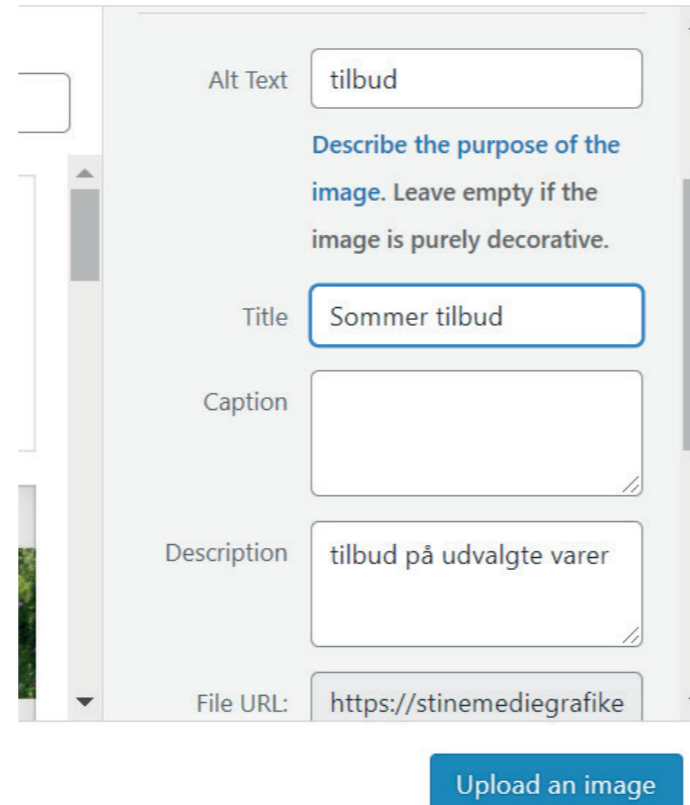 Alt Text
tilbud
Describe the purpose of the
image. Leave empty if the
image is purely decorative.
Title
Sommer tilbud
Caption
Description
tilbud på udvalgte varer
File URL:
https://stinemediegrafike
Upload an image